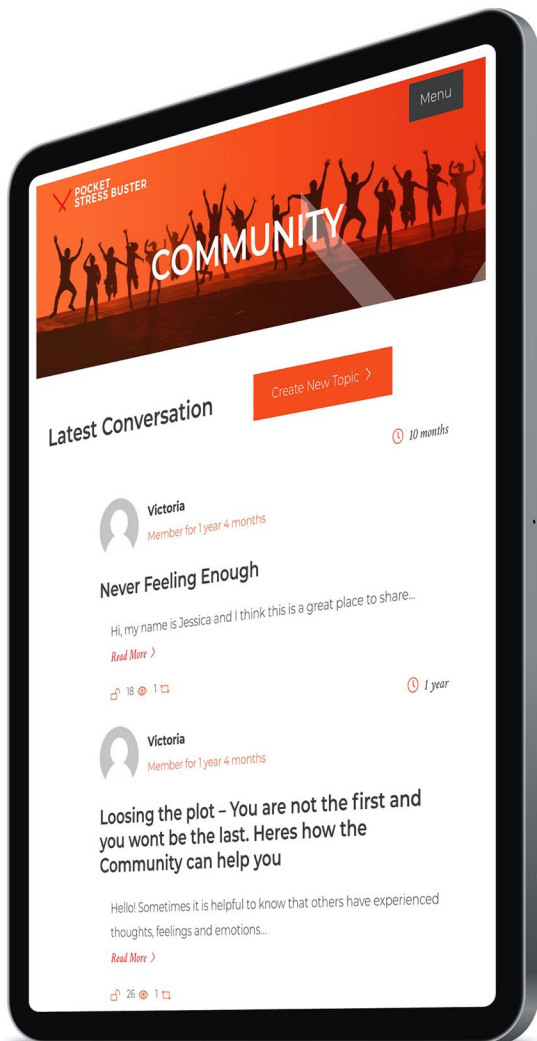 Menu
POCKET
STRESS BUSTER
COMMUNITY
Latest Conversation
Create New Topic
10 months
Victoria
Member for 1 year 4 months
Never Feeling Enough
Hi, my name is Jessica and I think this is a great place to share...
Read More
18 1
1 year
Victoria
Member for 1 year 4 months
Loosing the plot – You are not the first and
you wont be the last. Heres how the
Community can help you
Hello! Sometimes it is helpful to know that others have experienced
thoughts, feelings and emotions...
Read More
26 1